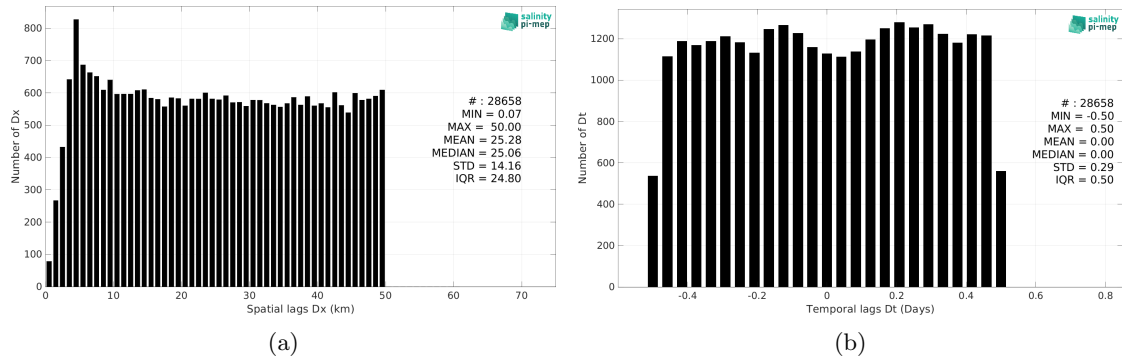 salinity
pi-mep
Number of Dx
800
700
600
500
400
300
200
100
0
# : 28658
MIN = 0.07
MAX = 50.00
MEAN = 25.28
MEDIAN = 25.06
STD = 14.16
IQR = 24.80
0 10 20 30 40 50 60 70
Spatial lags Dx (km)
(a)
salinity
pi-mep
Number of Dt
1200
1000
800
600
400
200
0
# : 28658
MIN = -0.50
MAX = 0.50
MEAN = 0.00
MEDIAN = 0.00
STD = 0.29
IQR = 0.50
-0.4 -0.2 0 0.2 0.4 0.6 0.8
Temporal lags Dt (Days)
(b)